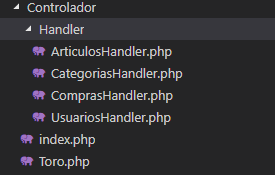 Controlador
Handler
ArticulosHandler.php
CategoriasHandler.php
ComprasHandler.php
UsuariosHandler.php
index.php
Toro.php